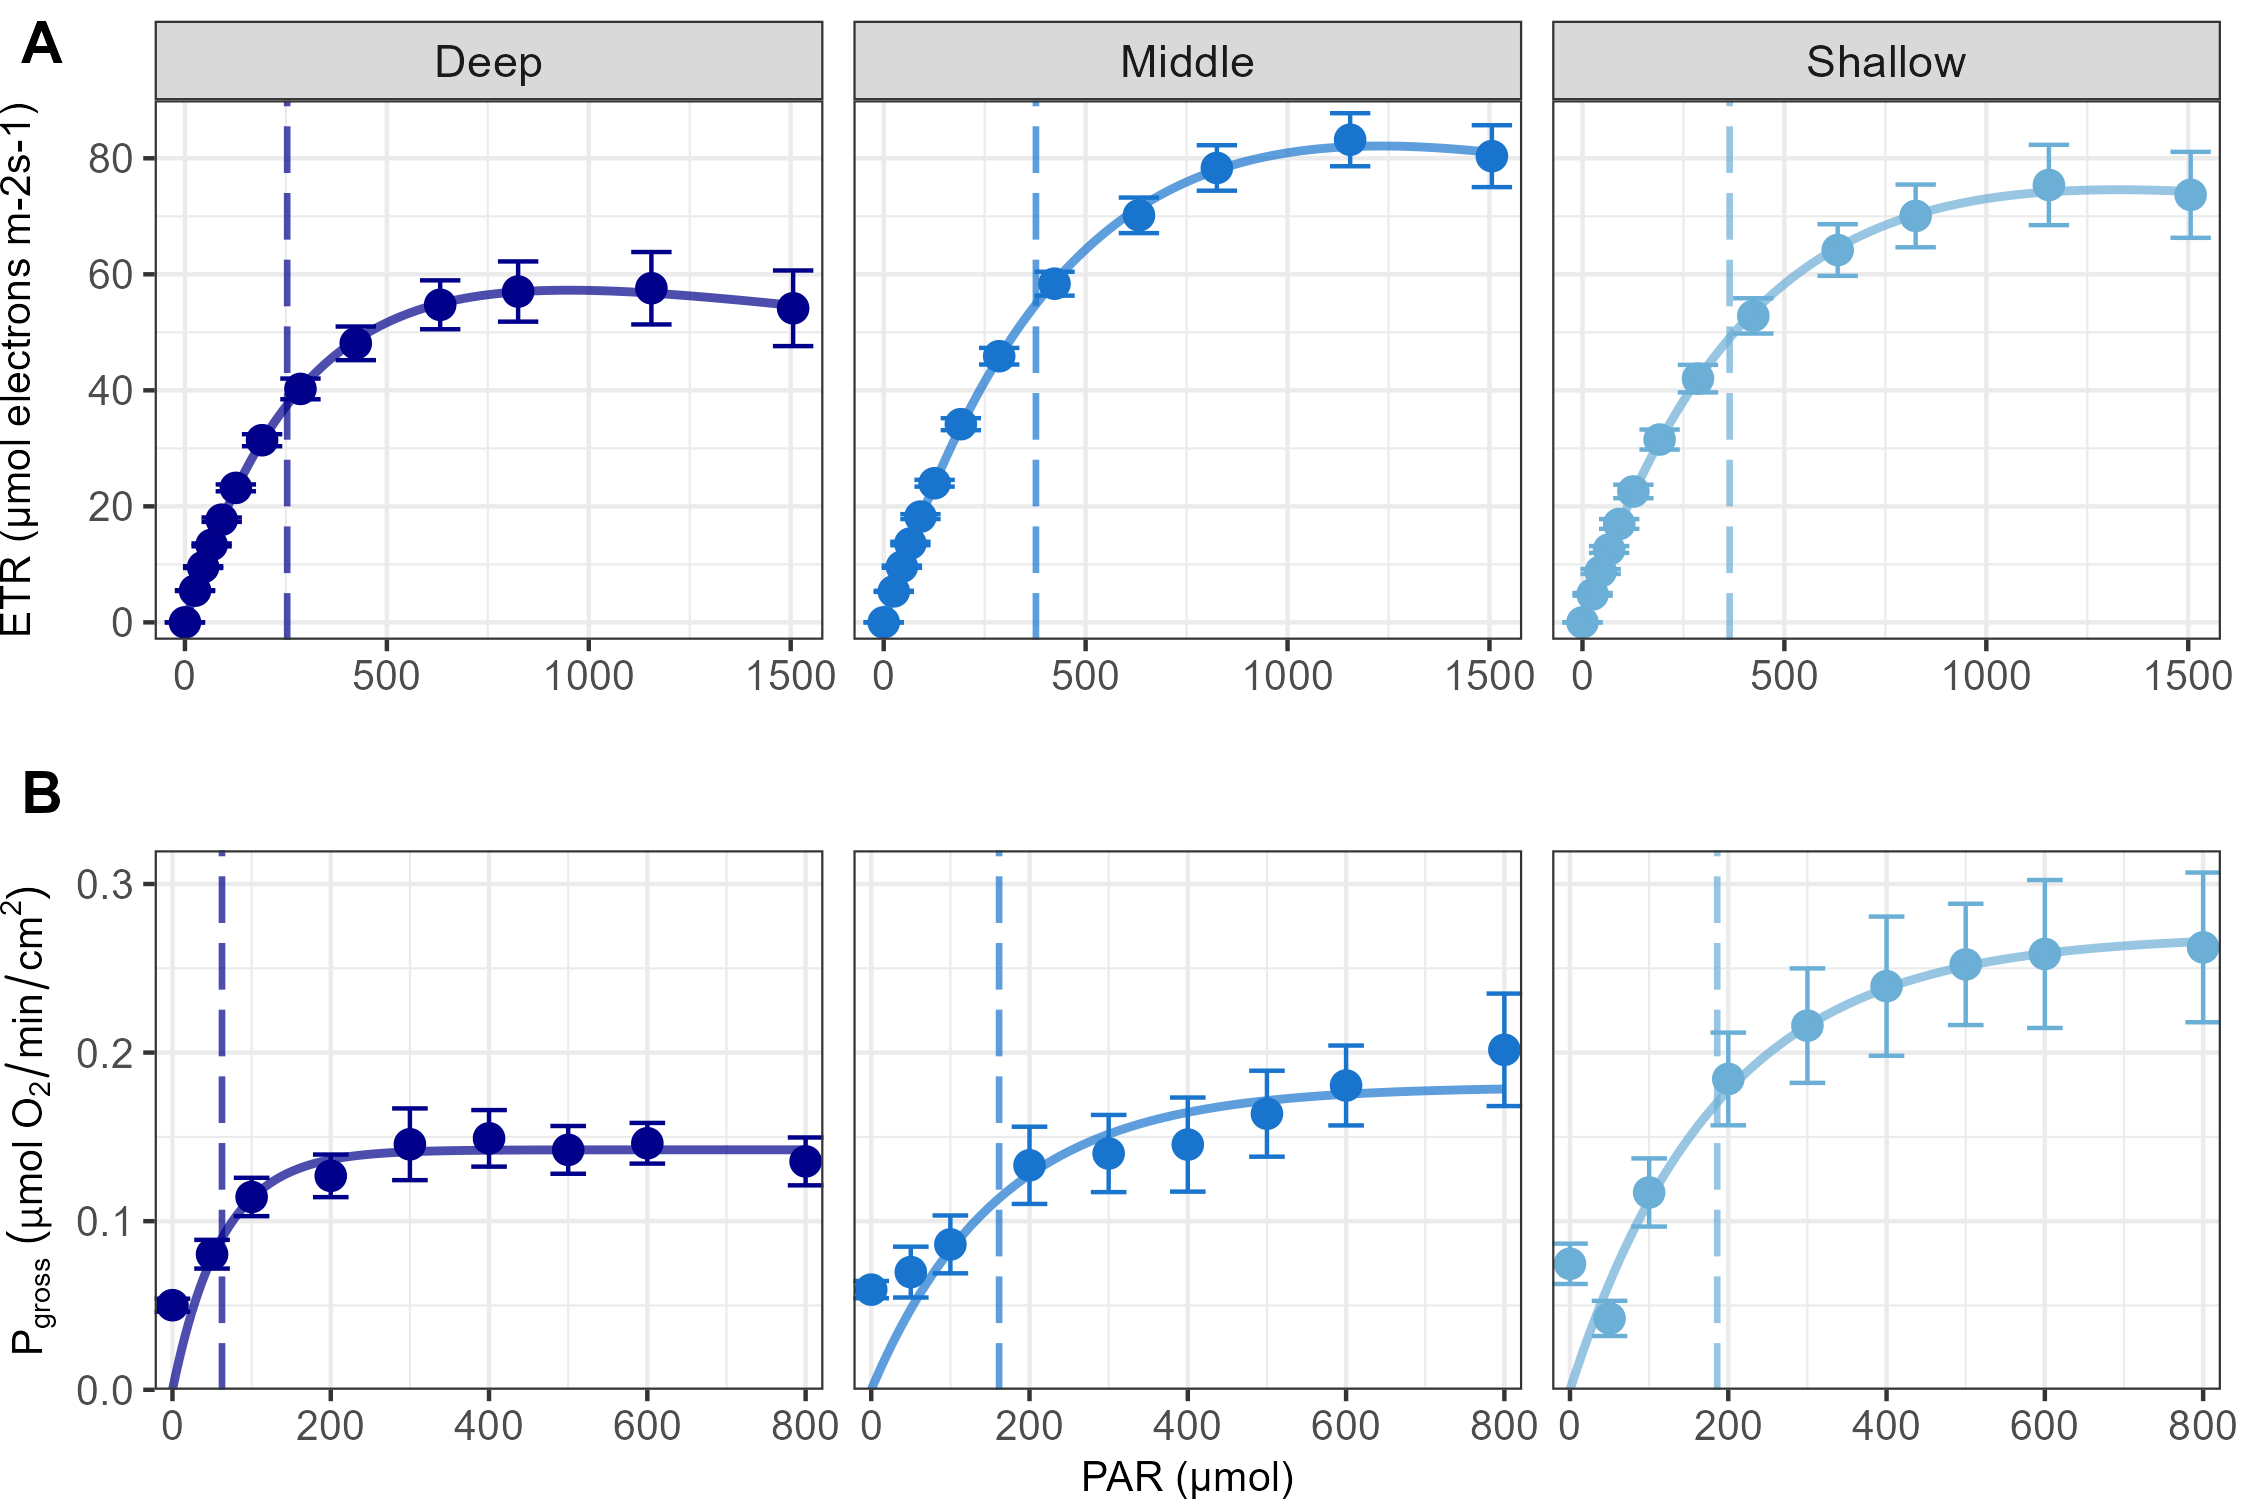 A
Deep Middle Shallow
ETR (µmol electrons m-2s-1)
80
60
40
20
0
0 500 1000 1500 0 500 1000 1500 0 500 1000 1500
B
Pgross (µmol O2/min/cm2)
0.3
0.2
0.1
0.0
0 200 400 600 800 0 200 400 600 800 0 200 400 600 800
PAR (µmol)